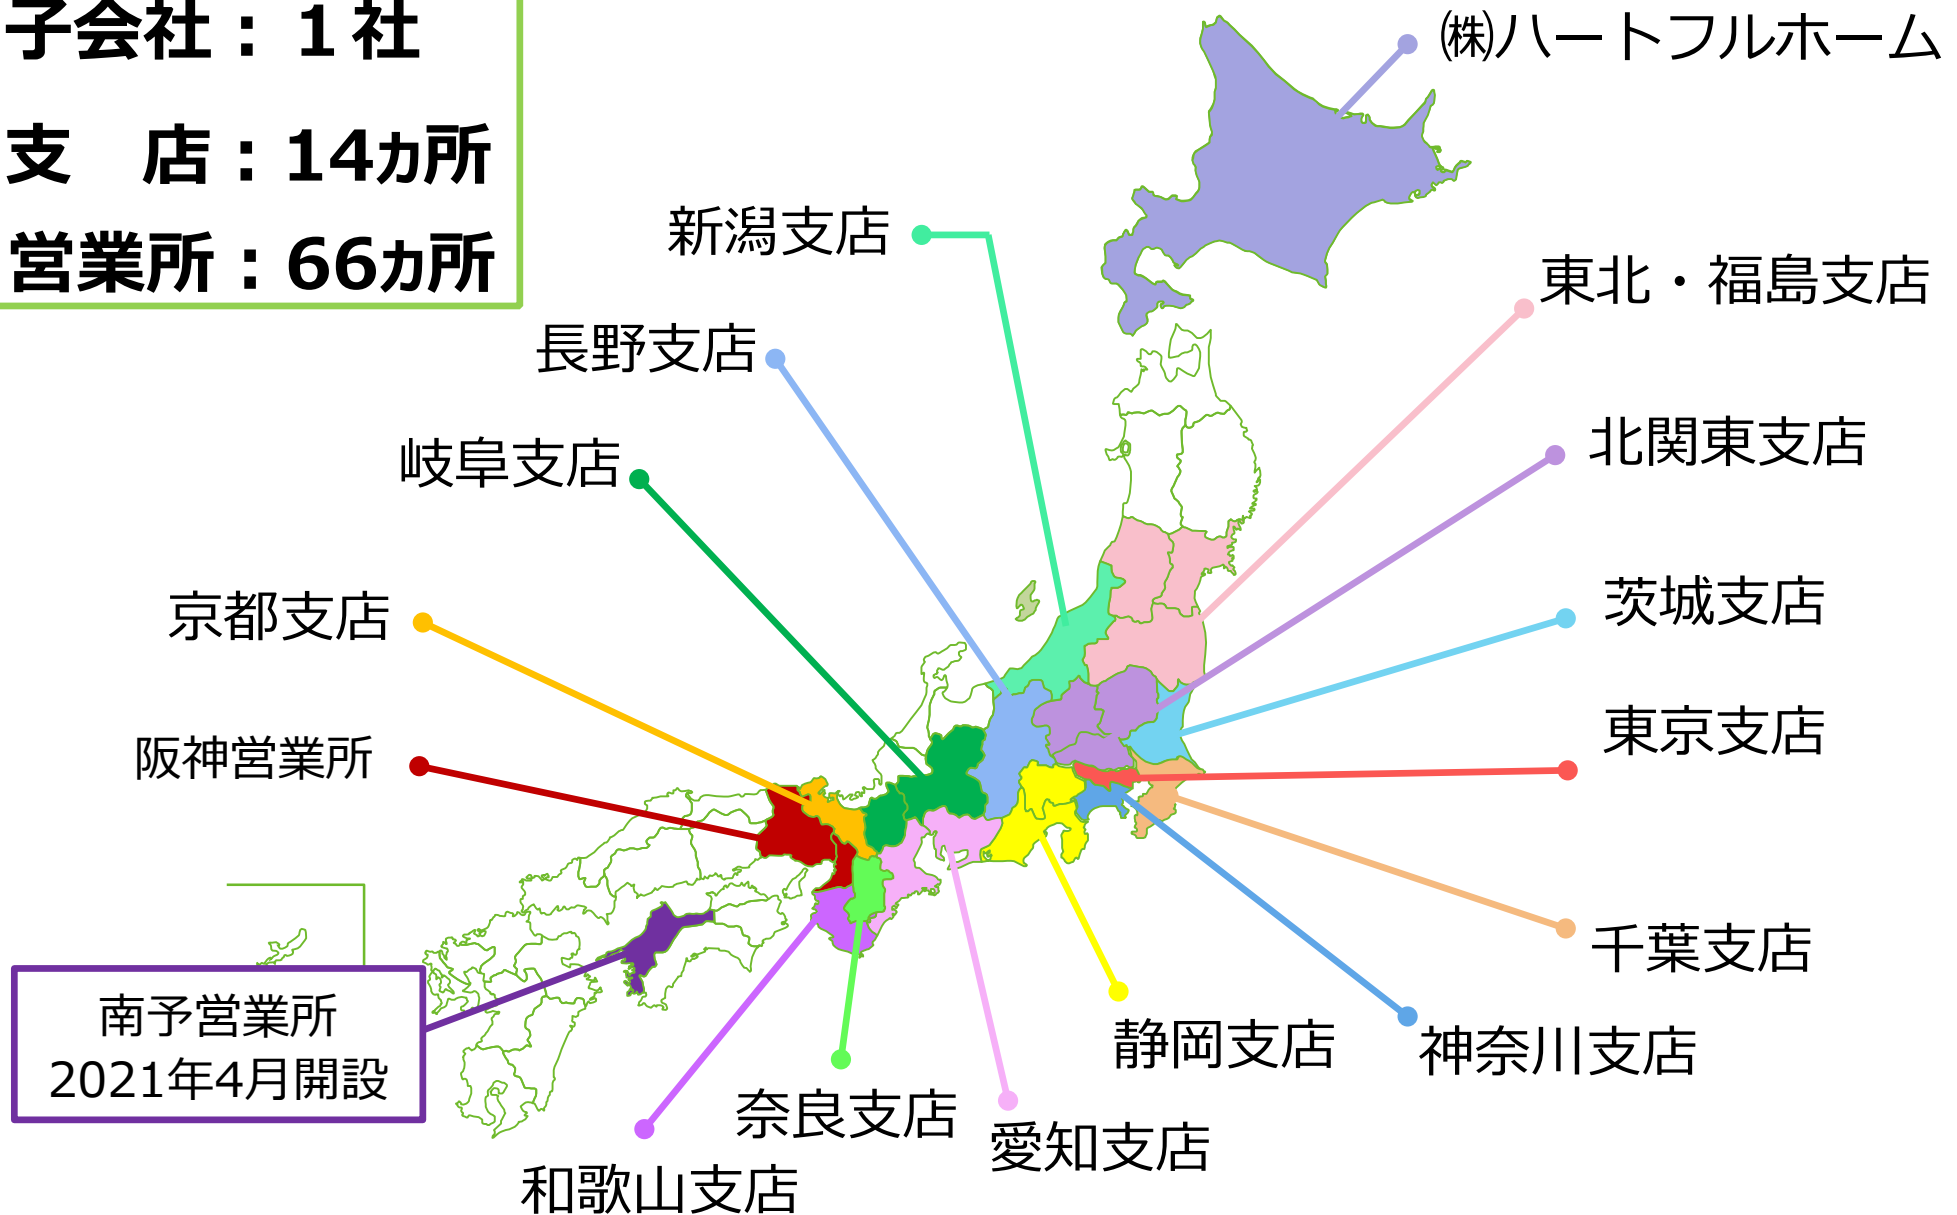 子会社：１社
支　店：14ヵ所
営業所：66ヵ所
㈱ハートフルホーム
新潟支店
東北・福島支店
長野支店
北関東支店
岐阜支店
茨城支店
京都支店
東京支店
阪神営業所
千葉支店
南予営業所
2021年4月開設
静岡支店
神奈川支店
奈良支店
愛知支店
和歌山支店